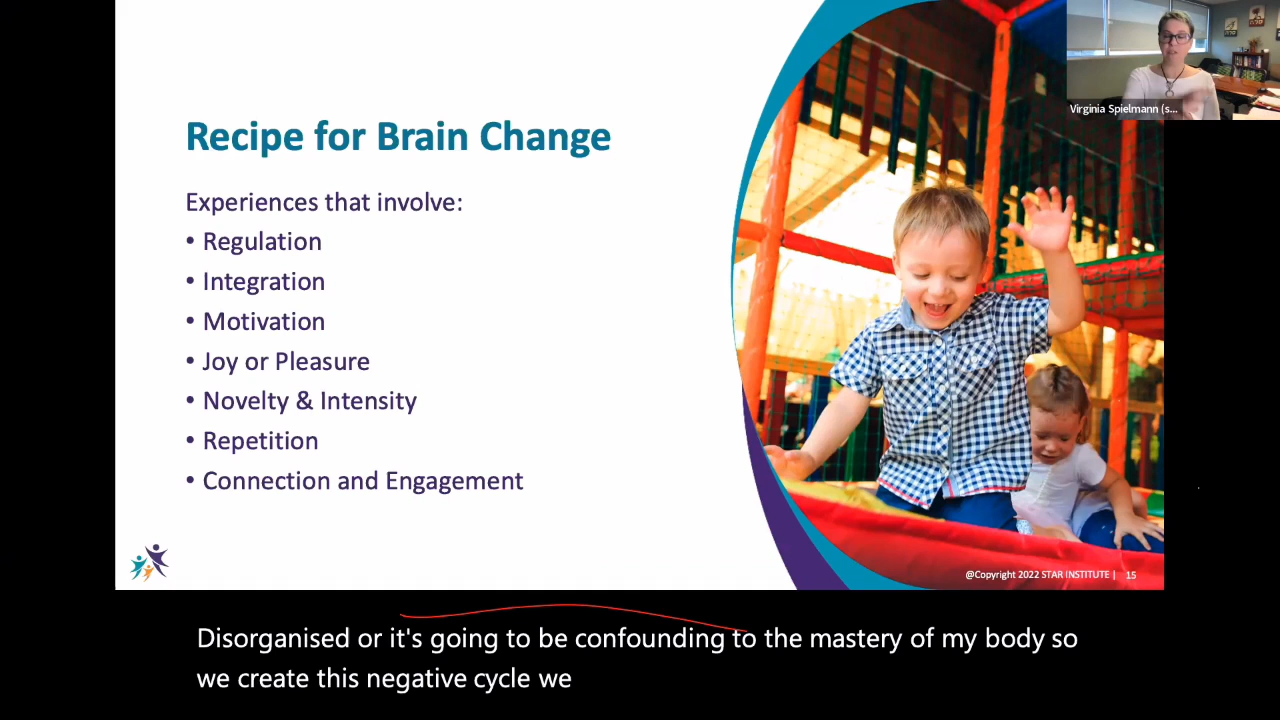 Virginia Spielmann (s...
Recipe for Brain Change
Experiences that involve:
• Regulation
• Integration
• Motivation
• Joy or Pleasure
• Novelty & Intensity
• Repetition
• Connection and Engagement
@Copyright 2022 STAR INSTITUTE | 15
Disorganised or it's going to be confounding to the mastery of my body so
we create this negative cycle we